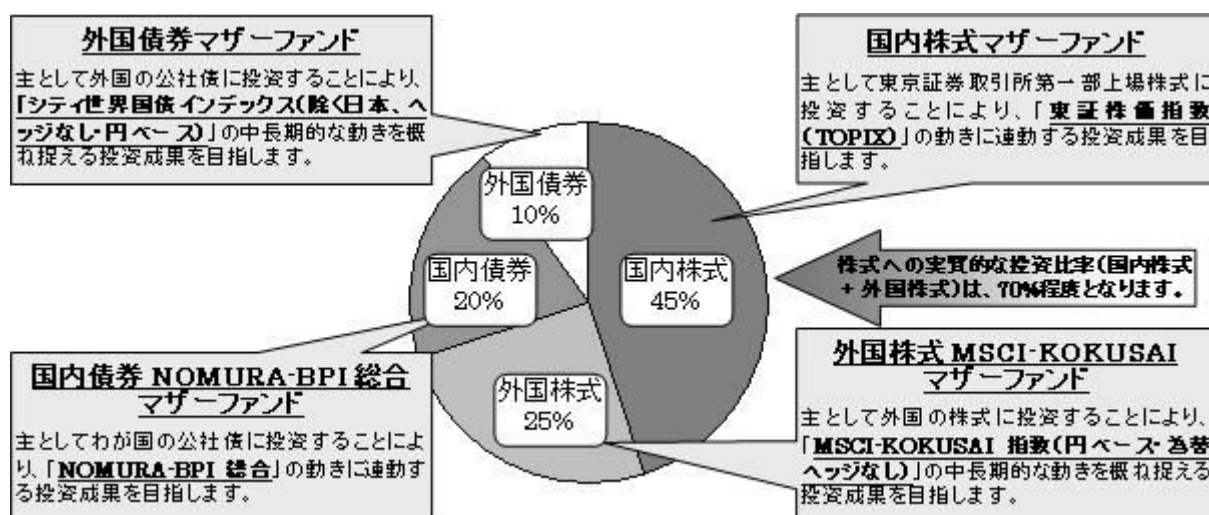 外国債券マザーファンド
主として外国の公社債に投資することにより、
「シティ世界国債インデックス(除く日本、ヘ
ッジなし・円ベース)」の中長期的な動きを概
ね捉える投資成果を目指します。
国内株式マザーファンド
主として東京証券取引所第一部上場株式に
投資することにより、「東証株価指数
(TOPIX)」の動きに連動する投資成果を目
指します。
外国債券
10%
国内債券
20%
国内株式
45%
外国株式
25%
株式への実質的な投資比率(国内株式
+ 外国株式)は、70%程度となります。
国内債券 NOMURA-BPI 総合
マザーファンド
主としてわが国の公社債に投資することによ
り、「NOMURA-BPI 総合」の動きに連動す
る投資成果を目指します。
外国株式 MSCI-KOKUSAI
マザーファンド
主として外国の株式に投資することにより、
「MSCI-KOKUSAI 指数(円ベース・為替
ヘッジなし)」の中長期的な動きを概ね捉える
投資成果を目指します。